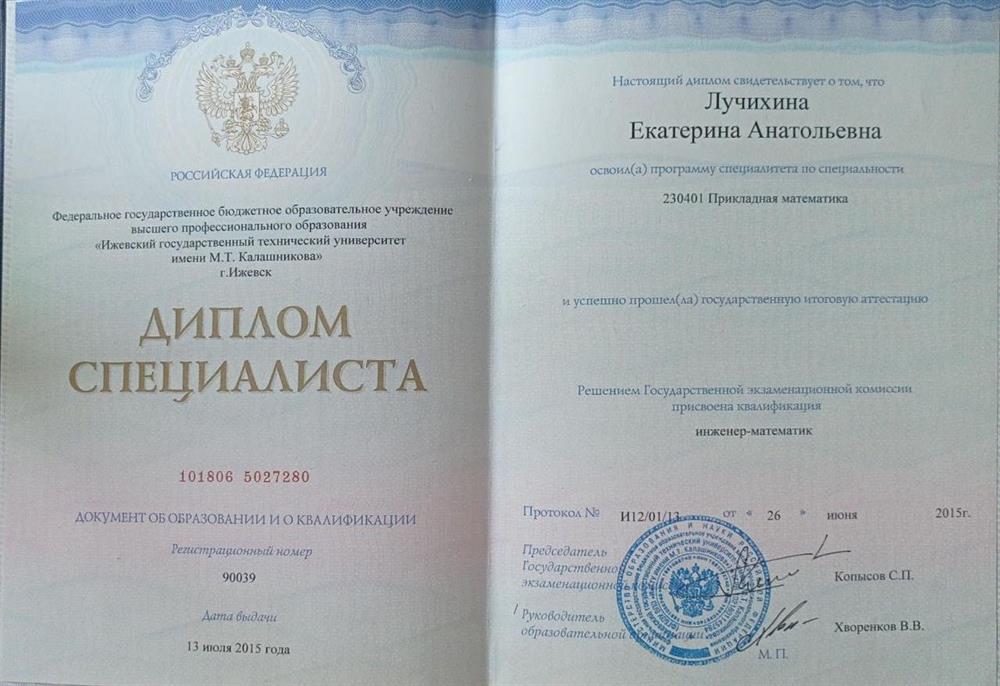 РОССИЙСКАЯ ФЕДЕРАЦИЯ
Федеральное государственное бюджетное образовательное учреждение
высшего профессионального образования
«Ижевский государственный технический университет
имени М.Т. Калашникова»
г.Ижевск
ДИПЛОМ
СПЕЦИАЛИСТА
101806 5027280
ДОКУМЕНТ ОБ ОБРАЗОВАНИИ И О КВАЛИФИКАЦИИ
Регистрационный номер
90039
Дата выдачи
13 июля 2015 года
Настоящий диплом свидетельствует о том, что
Лучихина
Екатерина Анатольевна
освоил(а) программу специалитета по специальности
230401 Прикладная математика
и успешно прошел(ла) государственную итоговую аттестацию
Решением Государственной экзаменационной комиссии
присвоена квалификация
инженер-математик
Протокол № И12/01/13 от « 26 » июня 2015г.
Председатель
Государственной
экзаменационной
Копысов С.П.
Руководитель
образовательной организации
Хворенков В.В.
М. П.